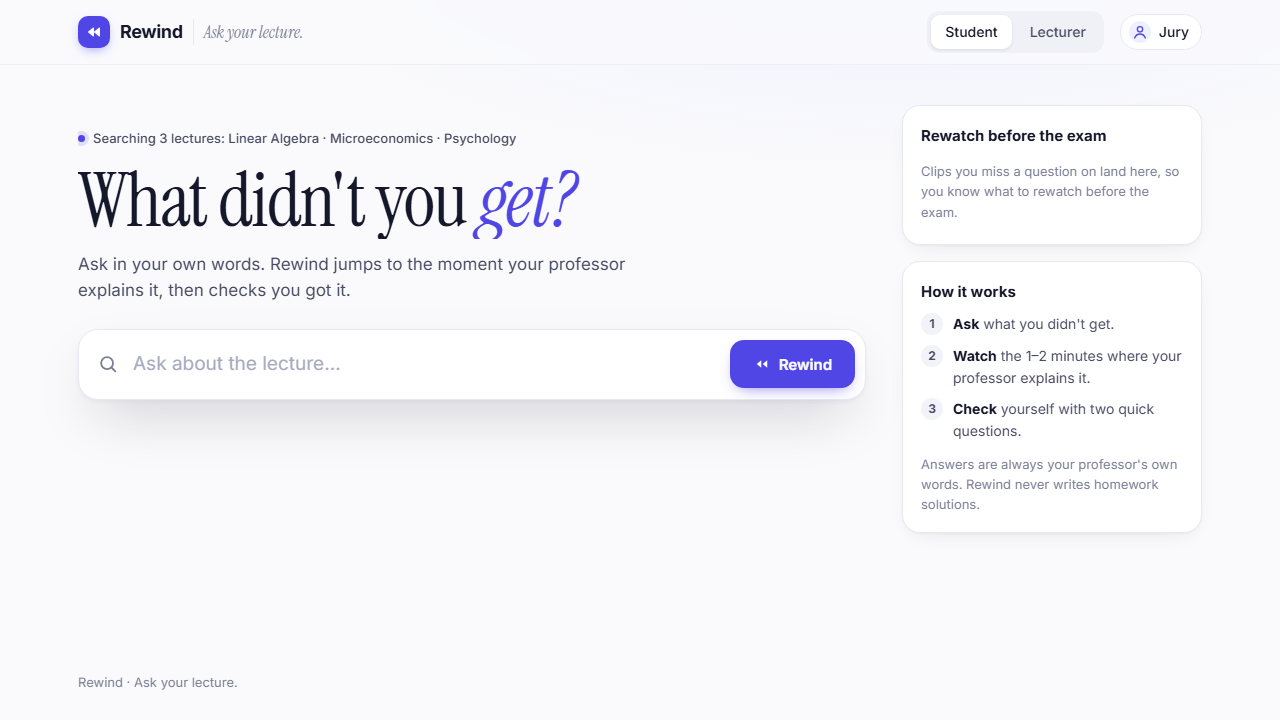 Rewind
Ask your lecture.
Student
Lecturer
Jury
Searching 3 lectures: Linear Algebra · Microeconomics · Psychology
What didn't you get?
Ask in your own words. Rewind jumps to the moment your professor
explains it, then checks you got it.
Ask about the lecture...
Rewind
Rewatch before the exam
Clips you miss a question on land here, so
you know what to rewatch before the
exam.
How it works
1 Ask what you didn't get.
2 Watch the 1–2 minutes where your
professor explains it.
3 Check yourself with two quick
questions.
Answers are always your professor's own
words. Rewind never writes homework
solutions.
Rewind · Ask your lecture.